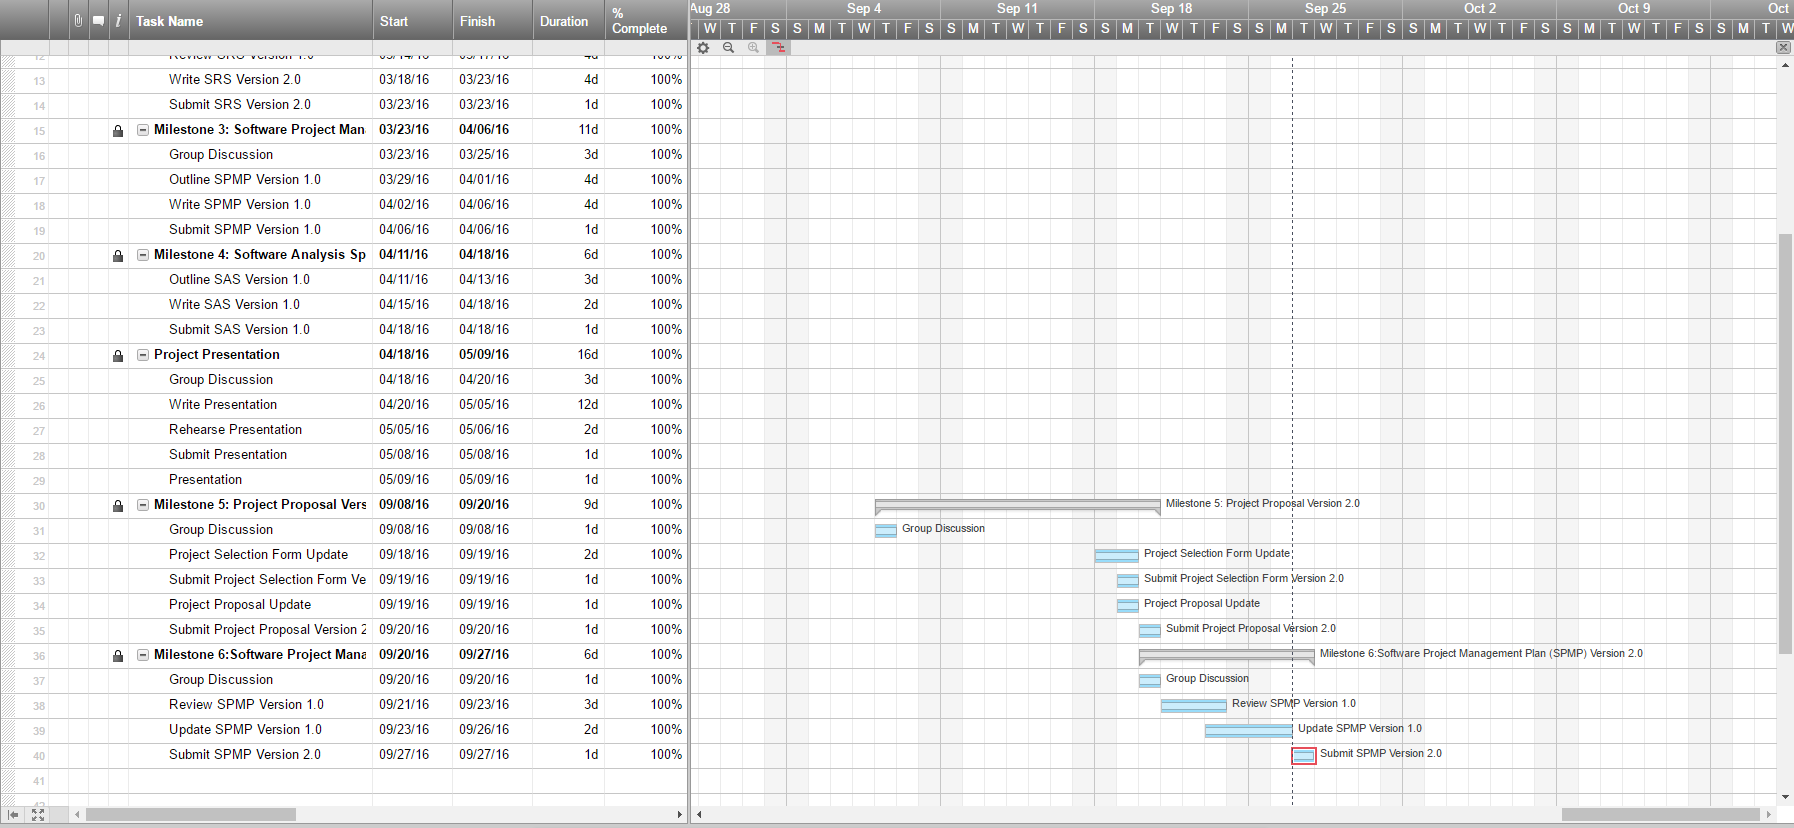 i Task Name Start Finish Duration % Complete
Aug 28 Sep 4 Sep 11 Sep 18 Sep 25 Oct 2 Oct 9 Oct
W T F S S M T W T F S S M T W T F S S M T W T F S S M T W T F S S M T W T F S S M T W T F S S M T W
12 Review SRS Version 1.0 03/14/16 03/17/16 4d 100%
13 Write SRS Version 2.0 03/18/16 03/23/16 4d 100%
14 Submit SRS Version 2.0 03/23/16 03/23/16 1d 100%
15 Milestone 3: Software Project Man 03/23/16 04/06/16 11d 100%
16 Group Discussion 03/23/16 03/25/16 3d 100%
17 Outline SPMP Version 1.0 03/29/16 04/01/16 4d 100%
18 Write SPMP Version 1.0 04/02/16 04/06/16 4d 100%
19 Submit SPMP Version 1.0 04/06/16 04/06/16 1d 100%
20 Milestone 4: Software Analysis Sp 04/11/16 04/18/16 6d 100%
21 Outline SAS Version 1.0 04/11/16 04/13/16 3d 100%
22 Write SAS Version 1.0 04/15/16 04/18/16 2d 100%
23 Submit SAS Version 1.0 04/18/16 04/18/16 1d 100%
24 Project Presentation 04/18/16 05/09/16 16d 100%
25 Group Discussion 04/18/16 04/20/16 3d 100%
26 Write Presentation 04/20/16 05/05/16 12d 100%
27 Rehearse Presentation 05/05/16 05/06/16 2d 100%
28 Submit Presentation 05/08/16 05/08/16 1d 100%
29 Presentation 05/09/16 05/09/16 1d 100%
30 Milestone 5: Project Proposal Vers 09/08/16 09/20/16 9d 100% Milestone 5: Project Proposal Version 2.0
31 Group Discussion 09/08/16 09/08/16 1d 100% Group Discussion
32 Project Selection Form Update 09/18/16 09/19/16 2d 100% Project Selection Form Update
33 Submit Project Selection Form Ve 09/19/16 09/19/16 1d 100% Submit Project Selection Form Version 2.0
34 Project Proposal Update 09/19/16 09/19/16 1d 100% Project Proposal Update
35 Submit Project Proposal Version 2 09/20/16 09/20/16 1d 100% Submit Project Proposal Version 2.0
36 Milestone 6:Software Project Mana 09/20/16 09/27/16 6d 100% Milestone 6:Software Project Management Plan (SPMP) Version 2.0
37 Group Discussion 09/20/16 09/20/16 1d 100% Group Discussion
38 Review SPMP Version 1.0 09/21/16 09/23/16 3d 100% Review SPMP Version 1.0
39 Update SPMP Version 1.0 09/23/16 09/26/16 2d 100% Update SPMP Version 1.0
40 Submit SPMP Version 2.0 09/27/16 09/27/16 1d 100% Submit SPMP Version 2.0
41
42